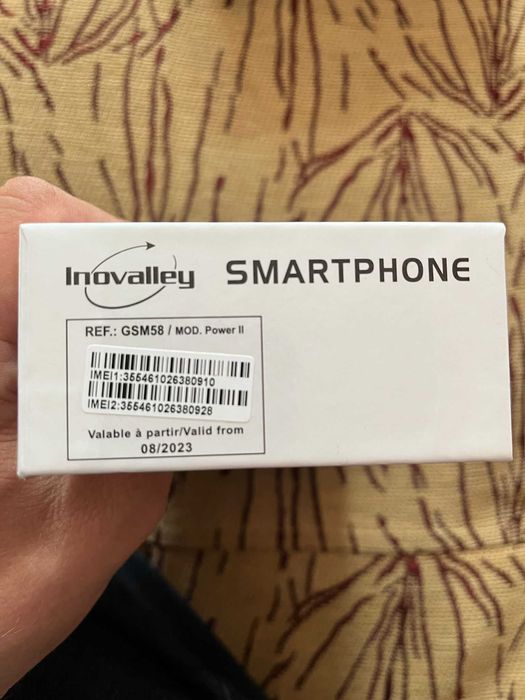 Inovalley SMARTPHONE
REF.: GSM58 / MOD. Power II
IMEI1:355461026380910
IMEI2:355461026380928
Valable à partir/Valid from
08/2023